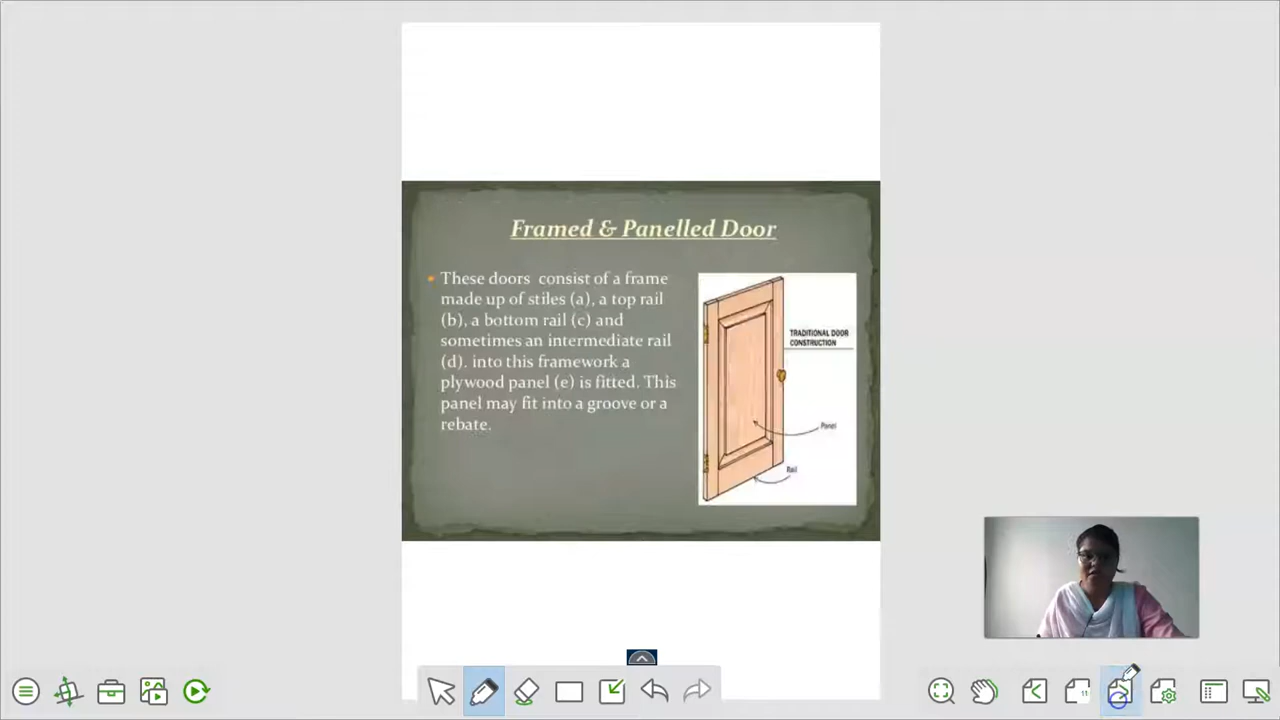 Framed & Panelled Door
These doors consist of a frame
made up of stiles (a), a top rail
(b), a bottom rail (c) and
sometimes an intermediate rail
(d). into this framework a
plywood panel (e) is fitted. This
panel may fit into a groove or a
rebate.
TRADITIONAL DOOR
CONSTRUCTION
Panel
Rail
11